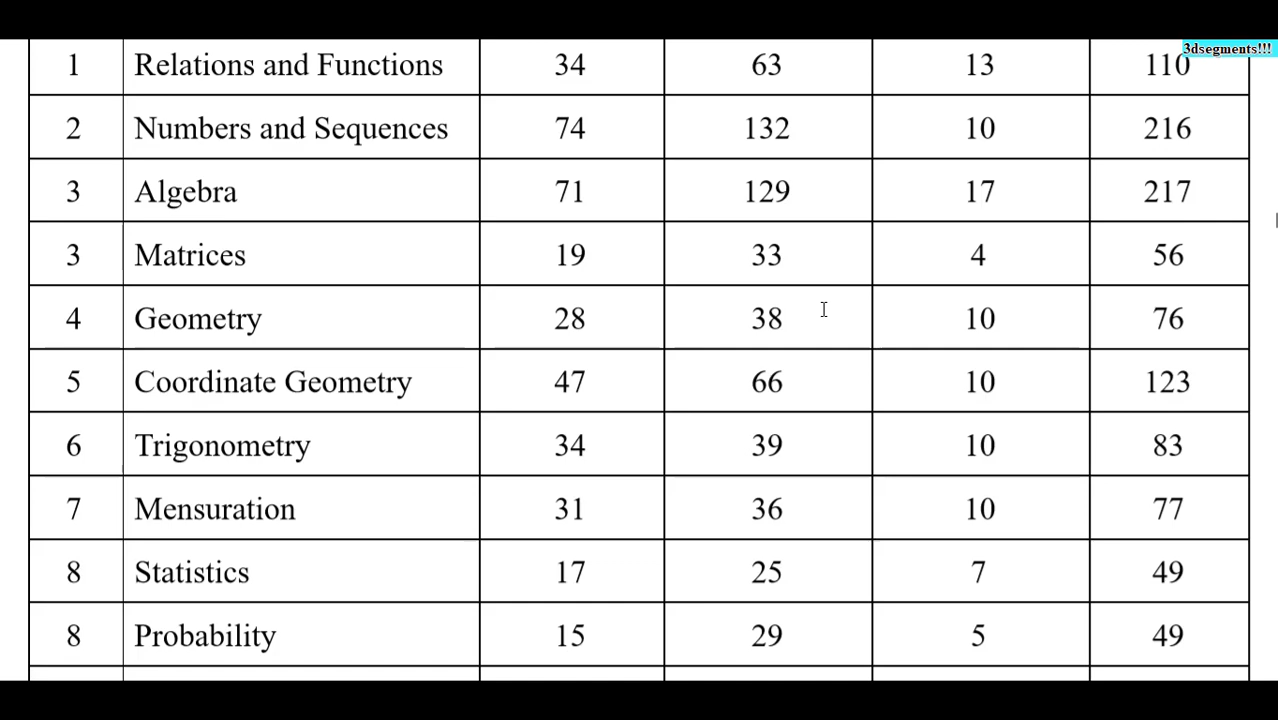 3dsegments!!!
1 Relations and Functions 34 63 13 110
2 Numbers and Sequences 74 132 10 216
3 Algebra 71 129 17 217
3 Matrices 19 33 4 56
4 Geometry 28 38 10 76
5 Coordinate Geometry 47 66 10 123
6 Trigonometry 34 39 10 83
7 Mensuration 31 36 10 77
8 Statistics 17 25 7 49
8 Probability 15 29 5 49